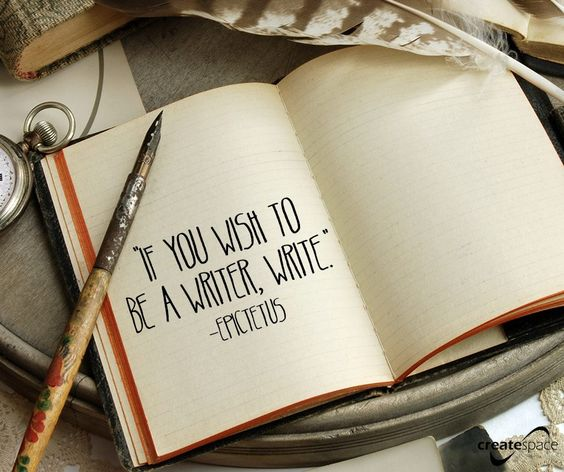 "IF YOU WISH TO
BE A WRITER, WRITE".
-EPICTETUS
createspace